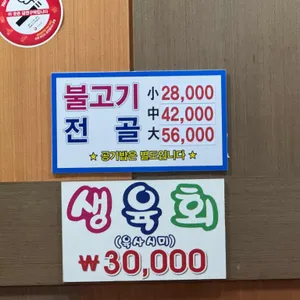 불고기 小 28,000
中 42,000
전골 大 56,000
★ 공기밥은 별도입니다 ★
생육회
(육사시미)
₩30,000